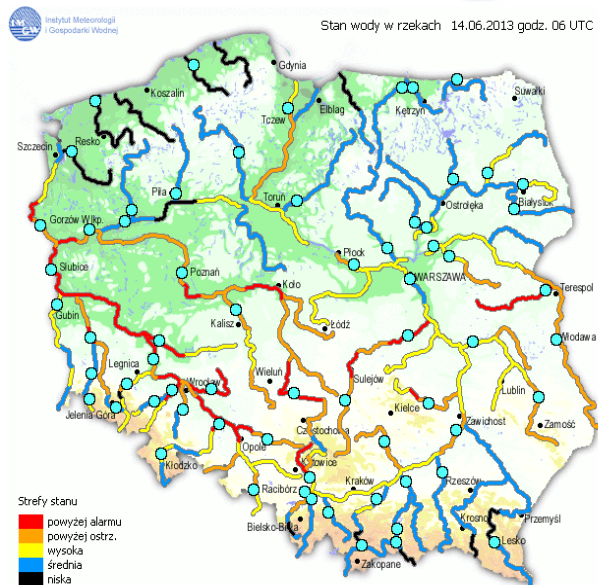 IMGW
Instytut Meteorologii
i Gospodarki Wodnej
Stan wody w rzekach 14.06.2013 godz. 06 UTC
Gdynia
Koszalin
Suwałki
Elbląg
Kętrzyn
Tczew
Resko
Szczecin
Piła
Ostrołęka
Białystok
Toruń
Gorzów Wlkp.
Płock
Słubice
Poznań
WARSZAWA
Koło
Terespol
Gubin
Kalisz
Łódź
Włodawa
Legnica
Wieluń
Sulejów
Wrocław
Lublin
Jelenia Góra
Kielce
Zawichost
Częstochowa
Zamość
Opole
Kłodzko
Katowice
Racibórz
Kraków
Rzeszów
Bielsko-Biała
Krosno
Przemyśl
Lesko
Zakopane
Strefy stanu
powyżej alarmu
powyżej ostrz.
wysoka
średnia
niska